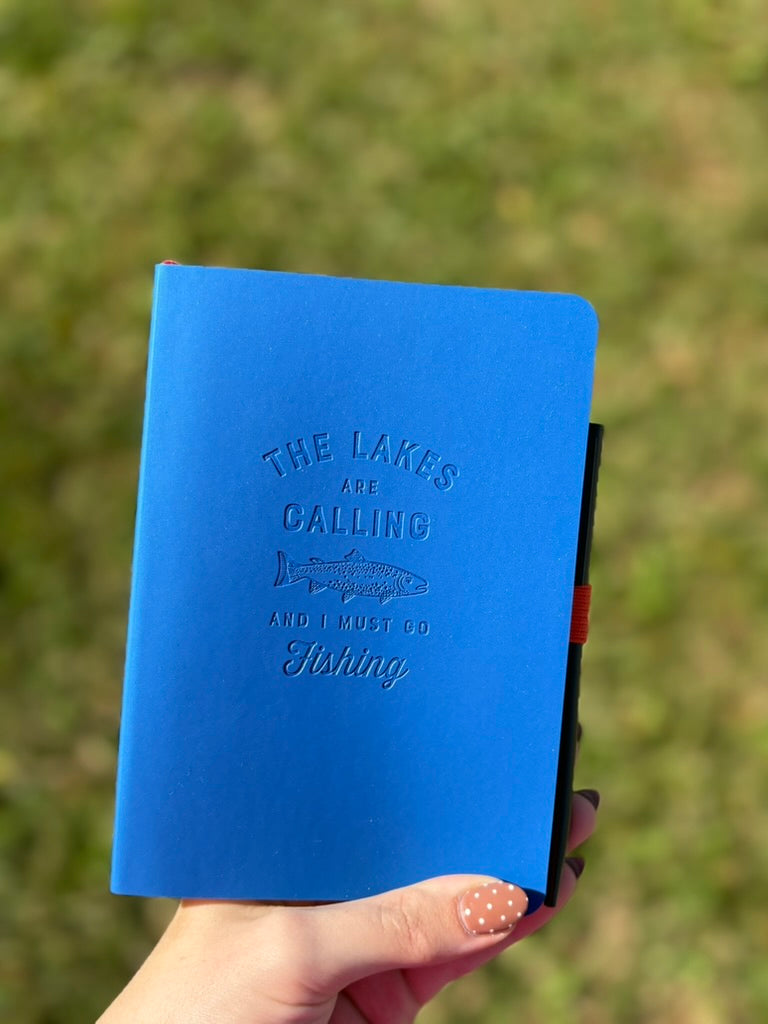 THE LAKES
ARE
CALLING
AND I MUST GO
Fishing